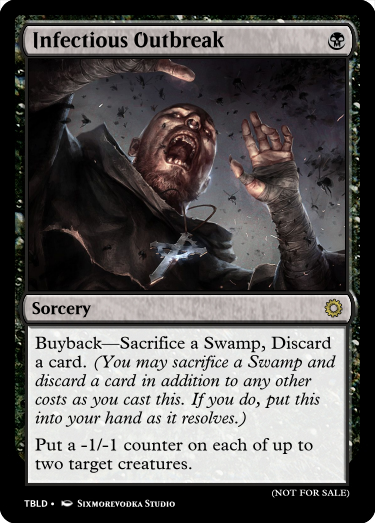 Infectious Outbreak
Sorcery
Buyback—Sacrifice a Swamp, Discard
a card. (You may sacrifice a Swamp and
discard a card in addition to any other
costs as you cast this. If you do, put this
into your hand as it resolves.)
Put a -1/-1 counter on each of up to
two target creatures.
(NOT FOR SALE)
TBLD • SIXMOREVODKA STUDIO